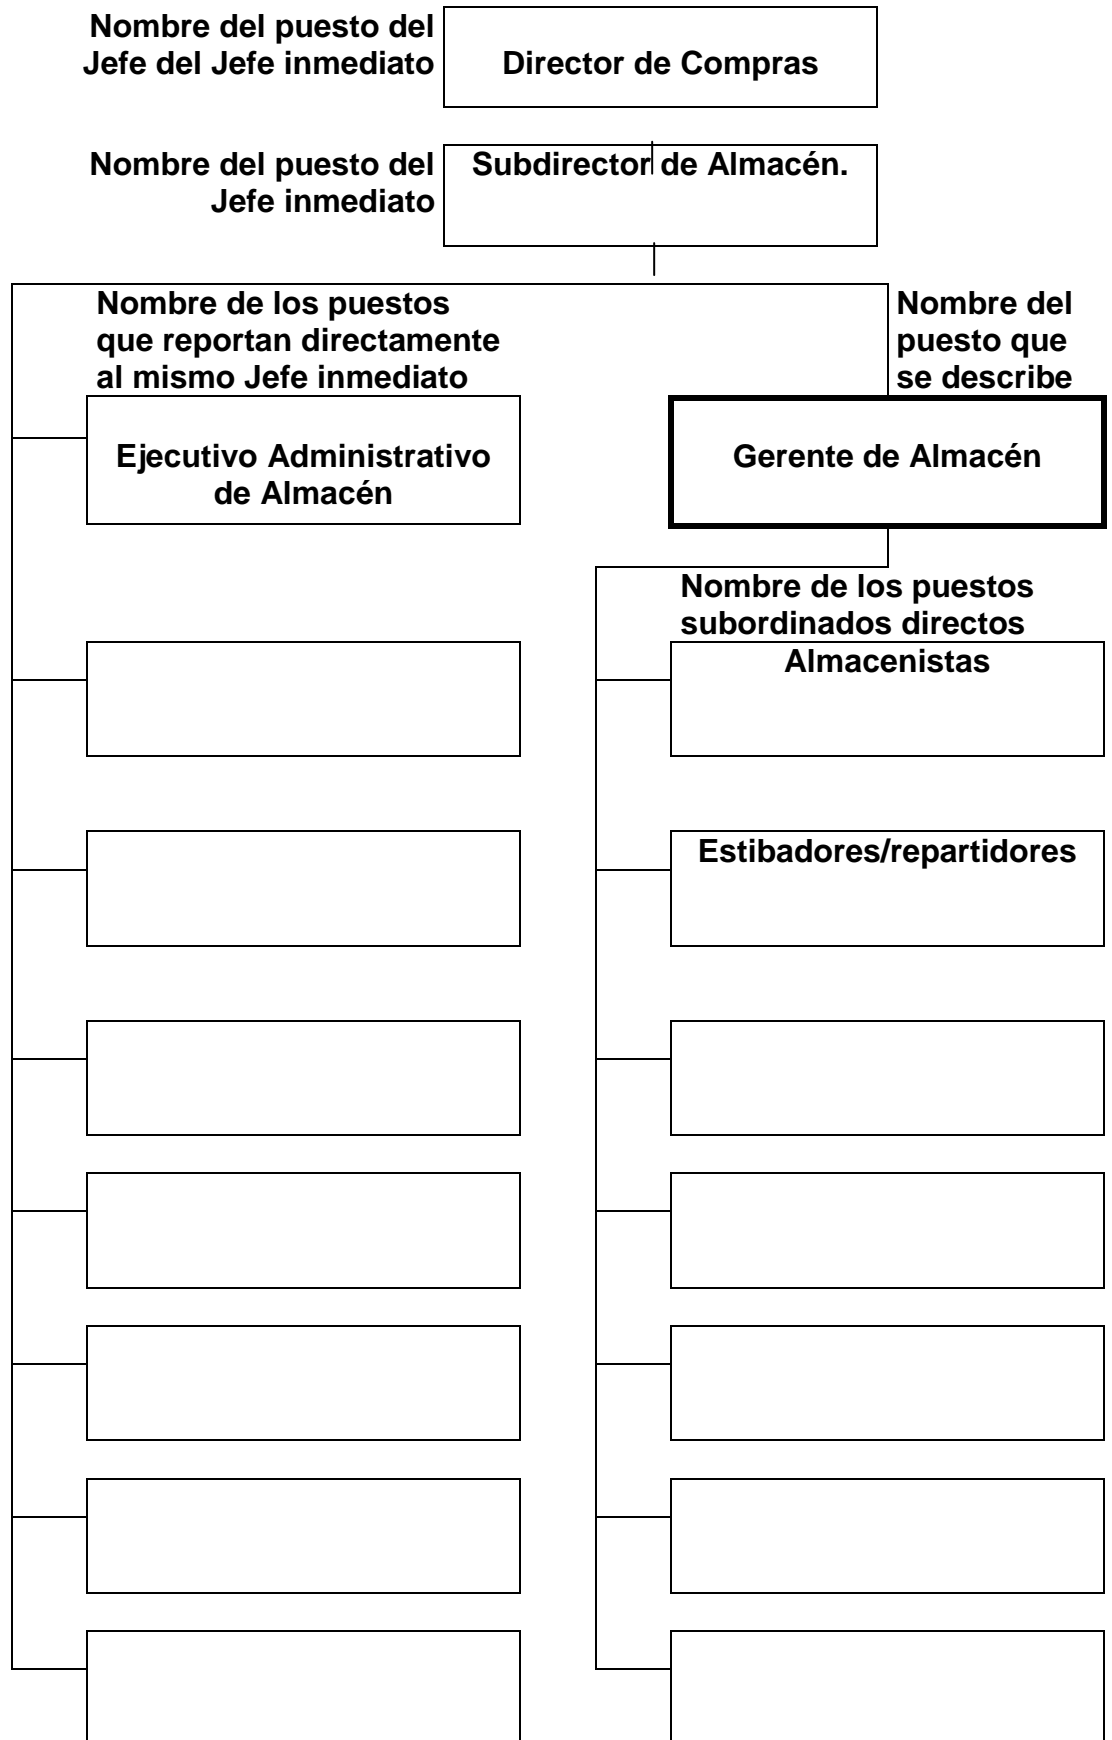 Nombre del puesto del
Jefe del Jefe inmediato
Director de Compras
Nombre del puesto del
Jefe inmediato
Subdirector de Almacén.
Nombre de los puestos
que reportan directamente
al mismo Jefe inmediato
Nombre del
puesto que
se describe
Ejecutivo Administrativo
de Almacén
Gerente de Almacén
Nombre de los puestos
subordinados directos
Almacenistas
Estibadores/repartidores